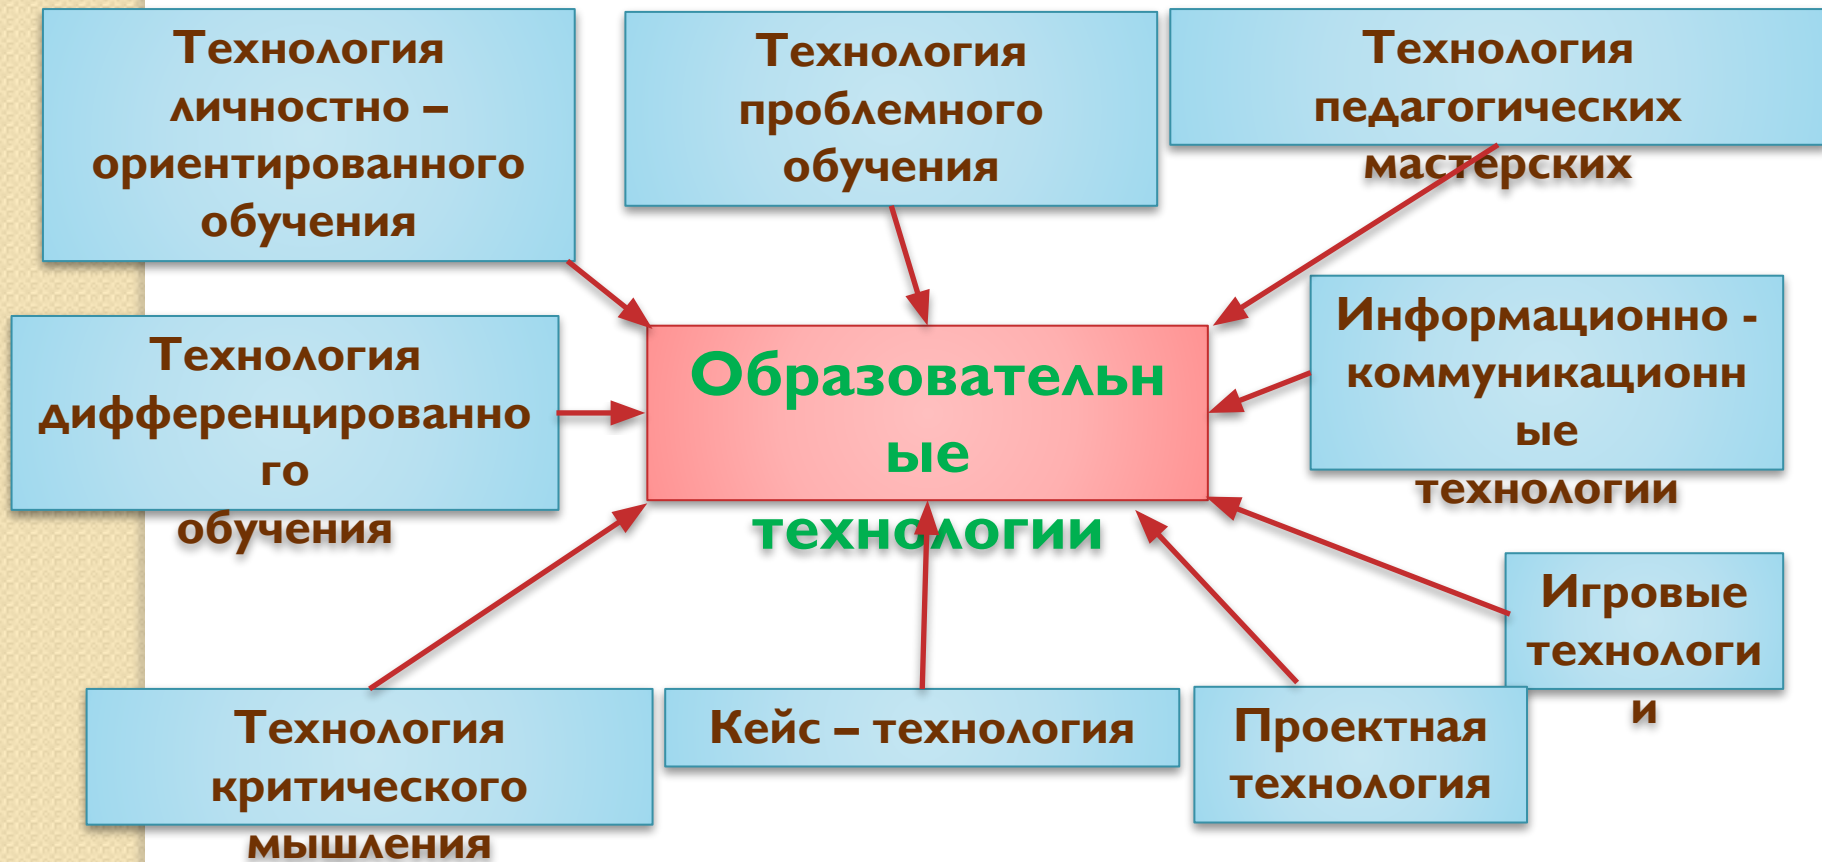 Технология
личностно –
ориентированного
обучения
Технология
проблемного
обучения
Технология
педагогических
мастерских
Технология
дифференцированно
го
обучения
Образовательн
ые
технологии
Информационно -
коммуникационн
ые
технологии
Игровые
технологи
и
Технология
критического
мышления
Кейс – технология
Проектная
технология